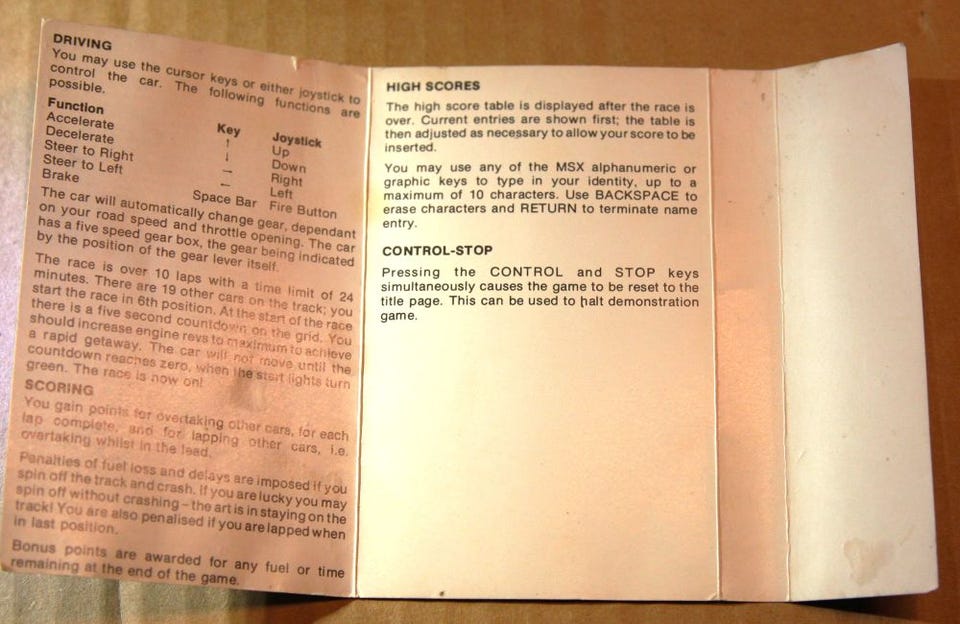 DRIVING
You may use the cursor keys or either joystick to
control the car. The following functions are
possible.
Function Key Joystick
Accelerate ↑ Up
Decelerate ↓ Down
Steer to Right → Right
Steer to Left ← Left
Brake Space Bar Fire Button
The car will automatically change gear, dependant
on your road speed and throttle opening. The car
has a five speed gear box, the gear being indicated
by the position of the gear lever itself.
The race is over 10 laps with a time limit of 24
minutes. There are 19 other cars on the track; you
start the race in 6th position. At the start of the race
there is a five second countdown on the grid. You
should increase engine revs to maximum to achieve
a rapid getaway. The car will not move until the
countdown reaches zero, when the start lights turn
green. The race is now on!
SCORING
You gain points for overtaking other cars, for each
lap complete, and for lapping other cars, i.e.
overtaking whilst in the lead.
Penalties of fuel loss and delays are imposed if you
spin off the track and crash. If you are lucky you may
spin off without crashing – the art is in staying on the
track! You are also penalised if you are lapped when
in last position.
Bonus points are awarded for any fuel or time
remaining at the end of the game.
HIGH SCORES
The high score table is displayed after the race is
over. Current entries are shown first; the table is
then adjusted as necessary to allow your score to be
inserted.
You may use any of the MSX alphanumeric or
graphic keys to type in your identity, up to a
maximum of 10 characters. Use BACKSPACE to
erase characters and RETURN to terminate name
entry.
CONTROL-STOP
Pressing the CONTROL and STOP keys
simultaneously causes the game to be reset to the
title page. This can be used to halt demonstration
game.